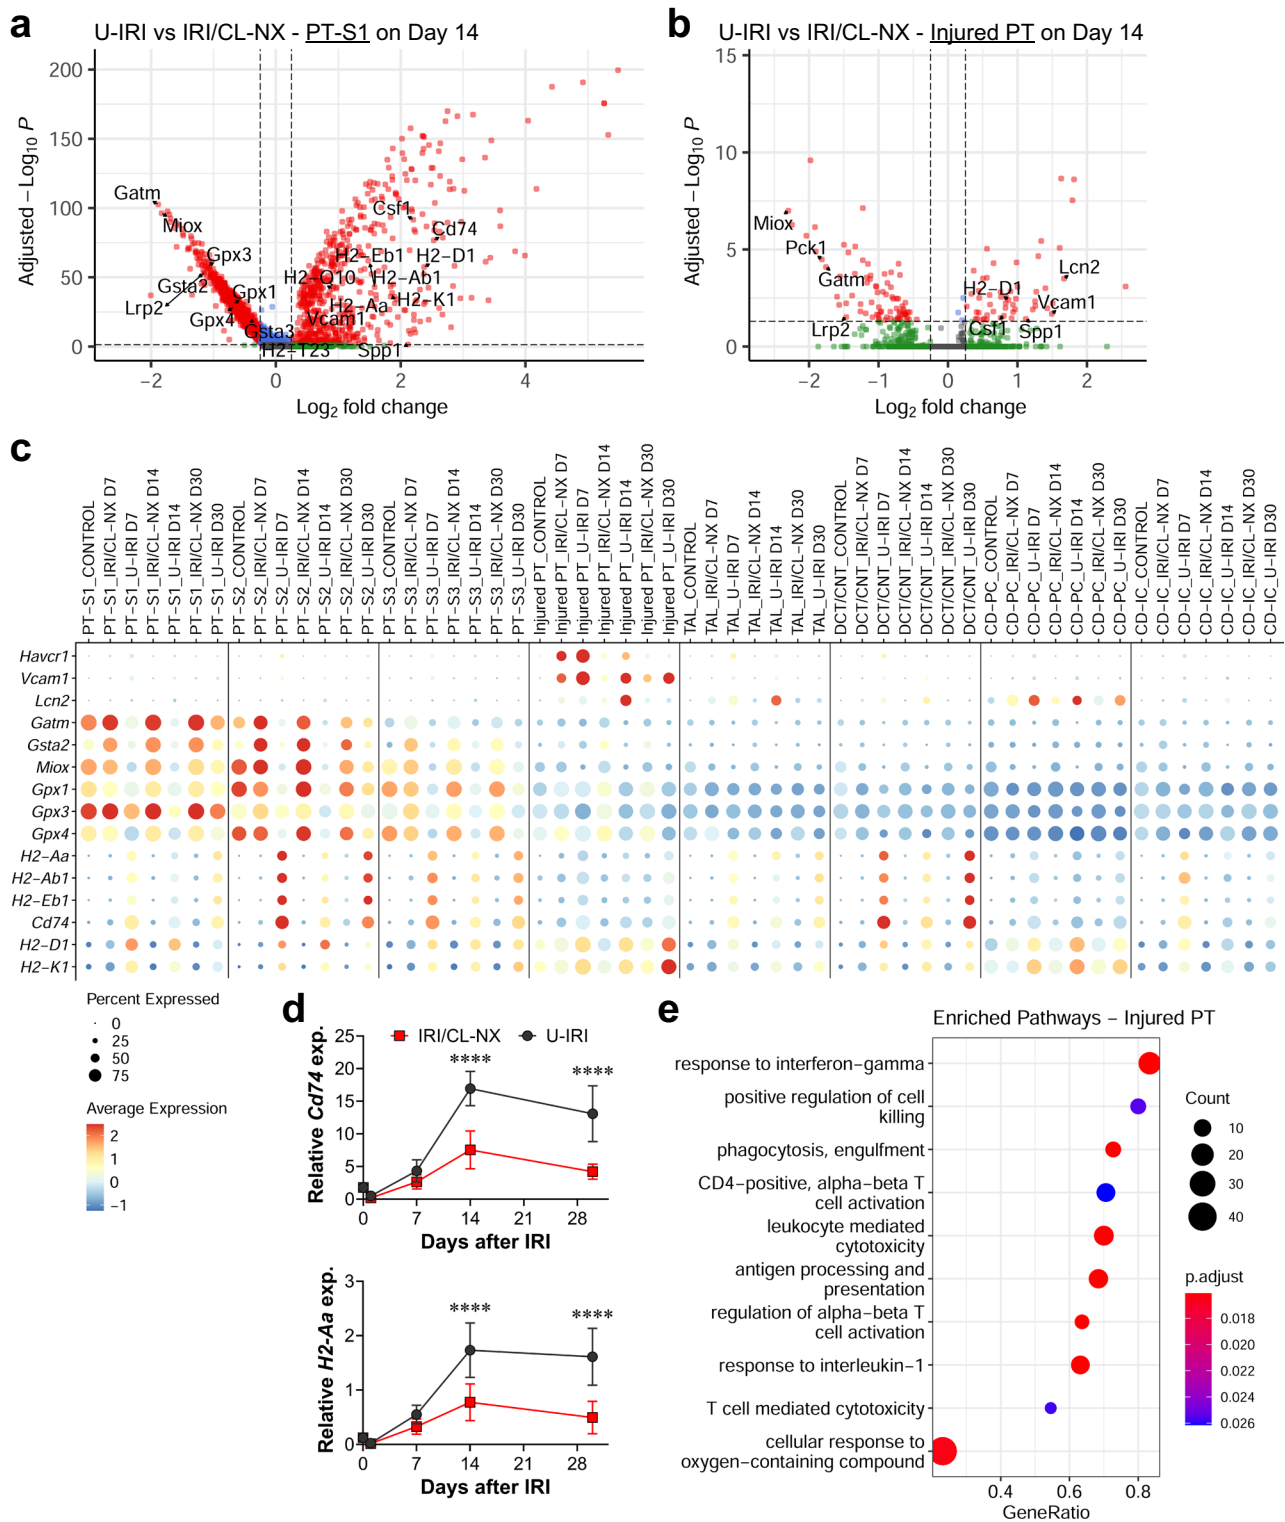 a
U-IRI vs IRI/CL-NX - PT-S1 on Day 14
Adjusted – Log10 P
200
150
100
50
0
Gatm
Miox
Gpx3
Gsta2
Lrp2
Gpx1
Gpx4
Gsta3
H2-T23
Csf1
Cd74
H2-Eb1
H2-D1
H2-Q10
H2-Ab1
H2-Aa
H2-K1
Vcam1
Spp1
−2
0
2
4
Log2 fold change
b
U-IRI vs IRI/CL-NX - Injured PT on Day 14
Adjusted – Log10 P
15
10
5
0
Miox
Pck1
Gatm
Lrp2
Lcn2
H2-D1
Vcam1
Csf1
Spp1
−2
−1
0
1
2
Log2 fold change
c
PT-S1_CONTROL
PT-S1_IRI/CL-NX D7
PT-S1_U-IRI D7
PT-S1_IRI/CL-NX D14
PT-S1_U-IRI D14
PT-S1_IRI/CL-NX D30
PT-S1_U-IRI D30
PT-S2_CONTROL
PT-S2_IRI/CL-NX D7
PT-S2_U-IRI D7
PT-S2_IRI/CL-NX D14
PT-S2_U-IRI D14
PT-S2_IRI/CL-NX D30
PT-S2_U-IRI D30
PT-S3_CONTROL
PT-S3_IRI/CL-NX D7
PT-S3_U-IRI D7
PT-S3_IRI/CL-NX D14
PT-S3_U-IRI D14
PT-S3_IRI/CL-NX D30
PT-S3_U-IRI D30
Injured PT_CONTROL
Injured PT_IRI/CL-NX D7
Injured PT_U-IRI D7
Injured PT_IRI/CL-NX D14
Injured PT_U-IRI D14
Injured PT_IRI/CL-NX D30
Injured PT_U-IRI D30
TAL_CONTROL
TAL_IRI/CL-NX D7
TAL_U-IRI D7
TAL_IRI/CL-NX D14
TAL_U-IRI D14
TAL_IRI/CL-NX D30
TAL_U-IRI D30
DCT/CNT_CONTROL
DCT/CNT_IRI/CL-NX D7
DCT/CNT_U-IRI D7
DCT/CNT_IRI/CL-NX D14
DCT/CNT_U-IRI D14
DCT/CNT_IRI/CL-NX D30
DCT/CNT_U-IRI D30
CD-PC_CONTROL
CD-PC_IRI/CL-NX D7
CD-PC_U-IRI D7
CD-PC_IRI/CL-NX D14
CD-PC_U-IRI D14
CD-PC_IRI/CL-NX D30
CD-PC_U-IRI D30
CD-IC_CONTROL
CD-IC_IRI/CL-NX D7
CD-IC_U-IRI D7
CD-IC_IRI/CL-NX D14
CD-IC_U-IRI D14
CD-IC_IRI/CL-NX D30
CD-IC_U-IRI D30
Havcr1
Vcam1
Lcn2
Gatm
Gsta2
Miox
Gpx1
Gpx3
Gpx4
H2-Aa
H2-Ab1
H2-Eb1
Cd74
H2-D1
H2-K1
Percent Expressed
0
25
50
75
Average Expression
2
1
0
−1
d
IRI/CL-NX
U-IRI
Relative Cd74 exp.
25
20
15
10
5
0
****
****
0
7
14
21
28
Days after IRI
Relative H2-Aa exp.
3
2
1
0
****
****
0
7
14
21
28
Days after IRI
e
Enriched Pathways – Injured PT
response to interferon-gamma
positive regulation of cell
killing
phagocytosis, engulfment
CD4-positive, alpha-beta T
cell activation
leukocyte mediated
cytotoxicity
antigen processing and
presentation
regulation of alpha-beta T
cell activation
response to interleukin-1
T cell mediated cytotoxicity
cellular response to
oxygen-containing compound
0.4
0.6
0.8
GeneRatio
Count
10
20
30
40
p.adjust
0.018
0.020
0.022
0.024
0.026